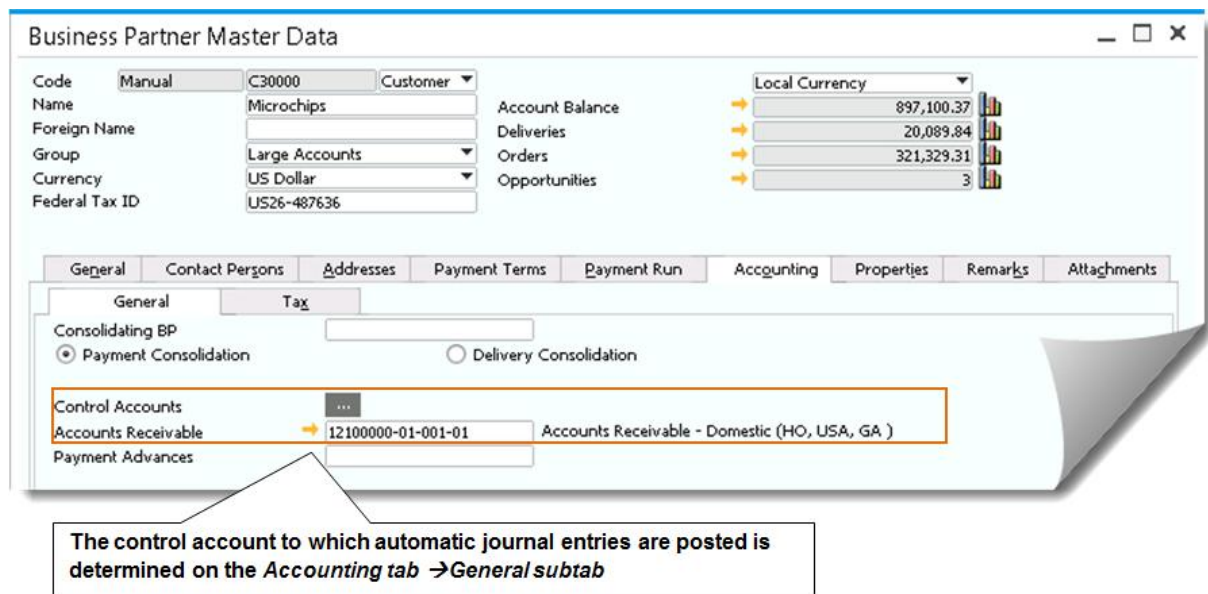 Business Partner Master Data
Code Manual C30000 Customer Local Currency
Name Microchips Account Balance 897,100.37
Foreign Name Deliveries 20,089.84
Group Large Accounts Orders 321,329.31
Currency US Dollar Opportunities 3
Federal Tax ID US26-487636
General Contact Persons Addresses Payment Terms Payment Run Accounting Properties Remarks Attachments
General Tax
Consolidating BP
Payment Consolidation Delivery Consolidation
Control Accounts ...
Accounts Receivable 12100000-01-001-01 Accounts Receivable - Domestic (HO, USA, GA )
Payment Advances
The control account to which automatic journal entries are posted is
determined on the Accounting tab →General subtab